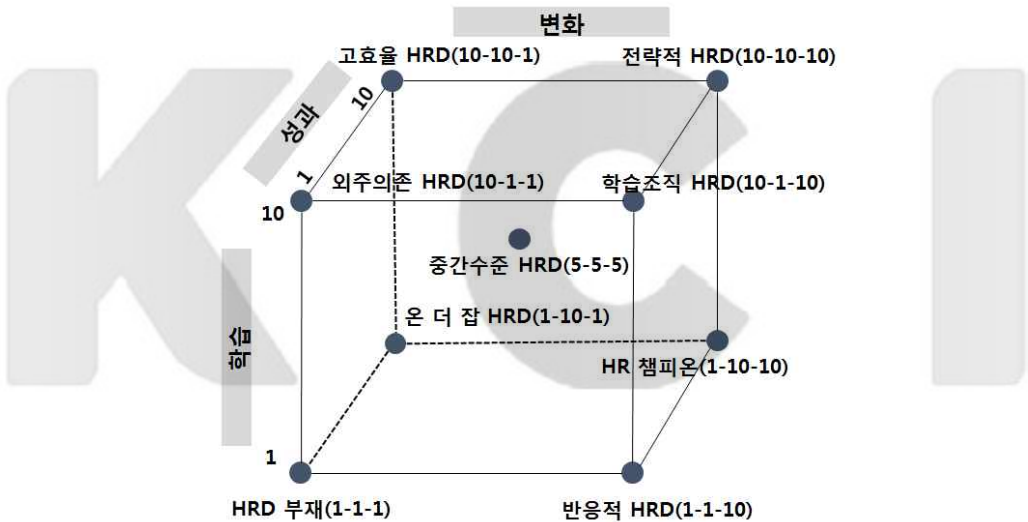 변화
고효율 HRD(10-10-1)
전략적 HRD(10-10-10)
10
성과
1
외주의존 HRD(10-1-1)
학습조직 HRD(10-1-10)
10
중간수준 HRD(5-5-5)
온 더 잡 HRD(1-10-1)
학습
HR 챔피온(1-10-10)
1
HRD 부재(1-1-1)
반응적 HRD(1-1-10)
KCI